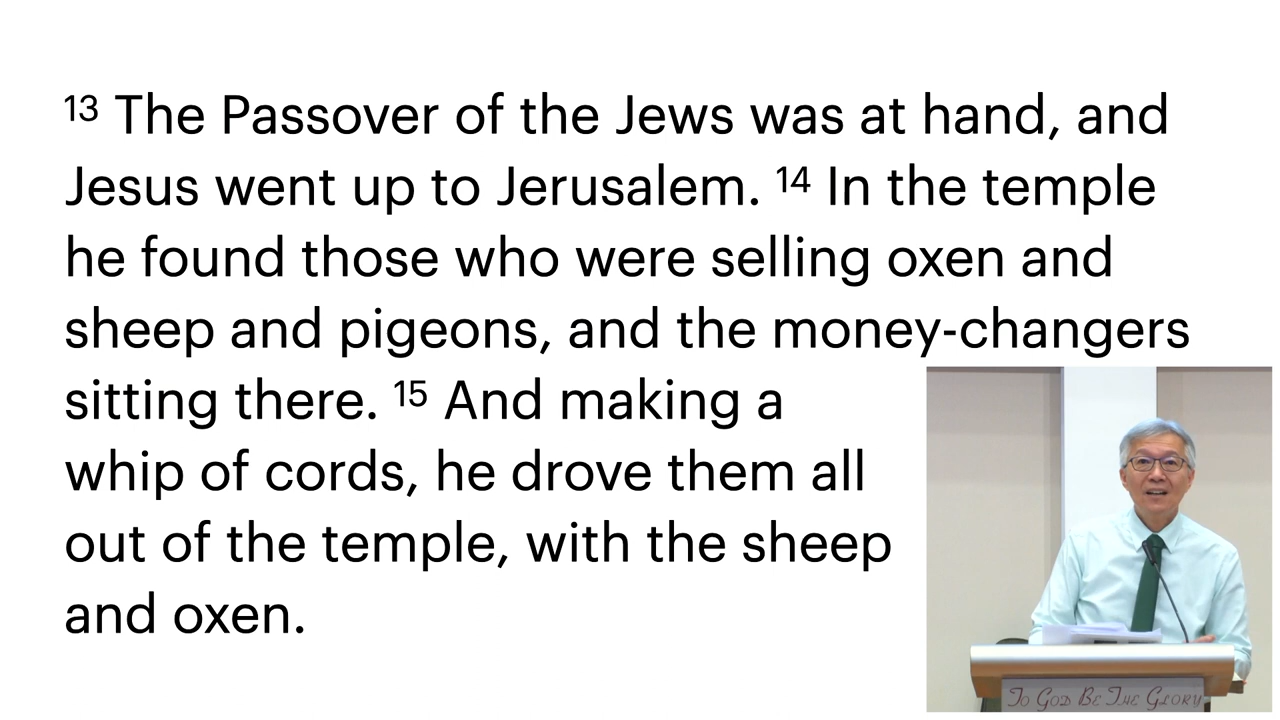 13 The Passover of the Jews was at hand, and
Jesus went up to Jerusalem. 14 In the temple
he found those who were selling oxen and
sheep and pigeons, and the money-changers
sitting there. 15 And making a
whip of cords, he drove them all
out of the temple, with the sheep
and oxen.
To God Be The Glory